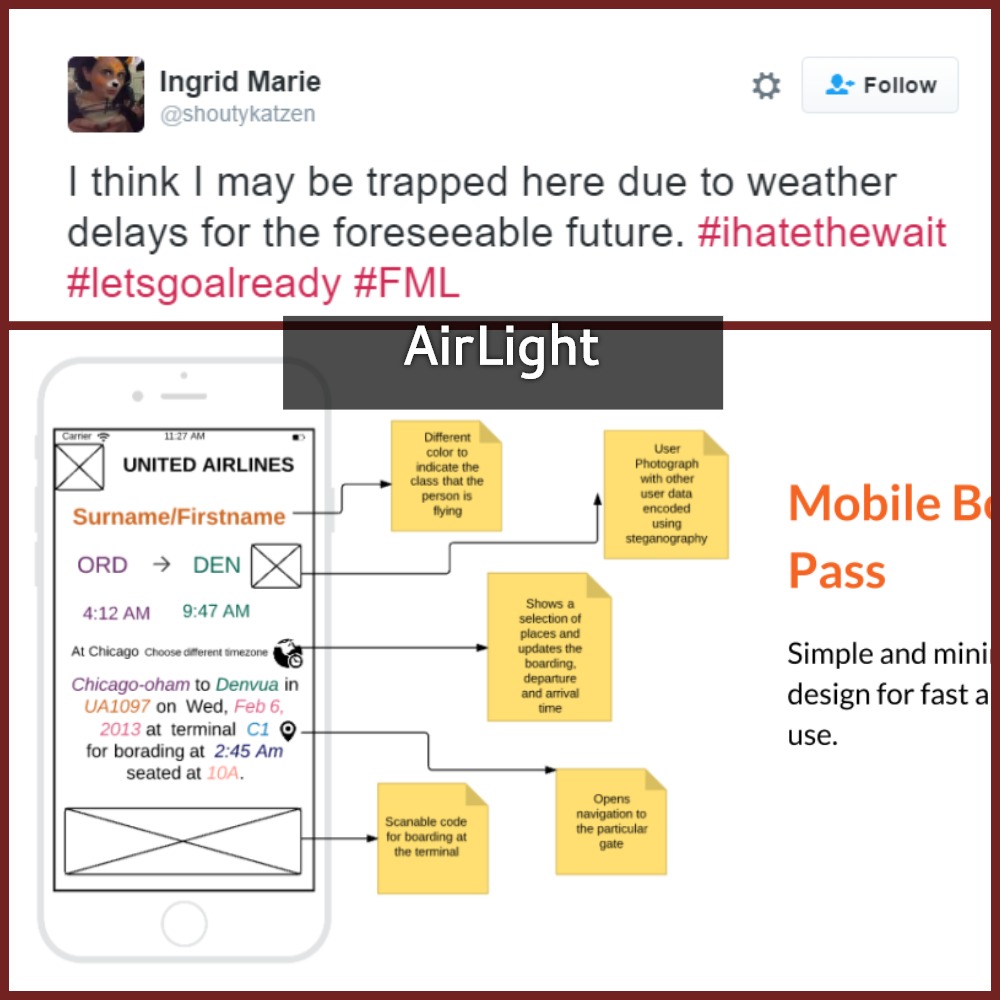 Ingrid Marie
@shoutykatzen
Follow
I think I may be trapped here due to weather
delays for the foreseeable future. #ihatethewait
#letsgoalready #FML
AirLight
Carrier
11:27 AM
UNITED AIRLINES
Surname/Firstname
ORD → DEN
4:12 AM 9:47 AM
At Chicago Choose different timezone
Chicago-oham to Denvua in
UA1097 on Wed, Feb 6,
2013 at terminal C1
for borading at 2:45 Am
seated at 10A.
Different
color to
indicate the
class that the
person is
flying
User
Photograph
with other
user data
encoded
using
steganography
Shows a
selection of
places and
updates the
boarding,
departure
and arrival
time
Opens
navigation to
the particular
gate
Scanable code
for boarding at
the terminal
Mobile
Pass
Simple and
design for fast
use.